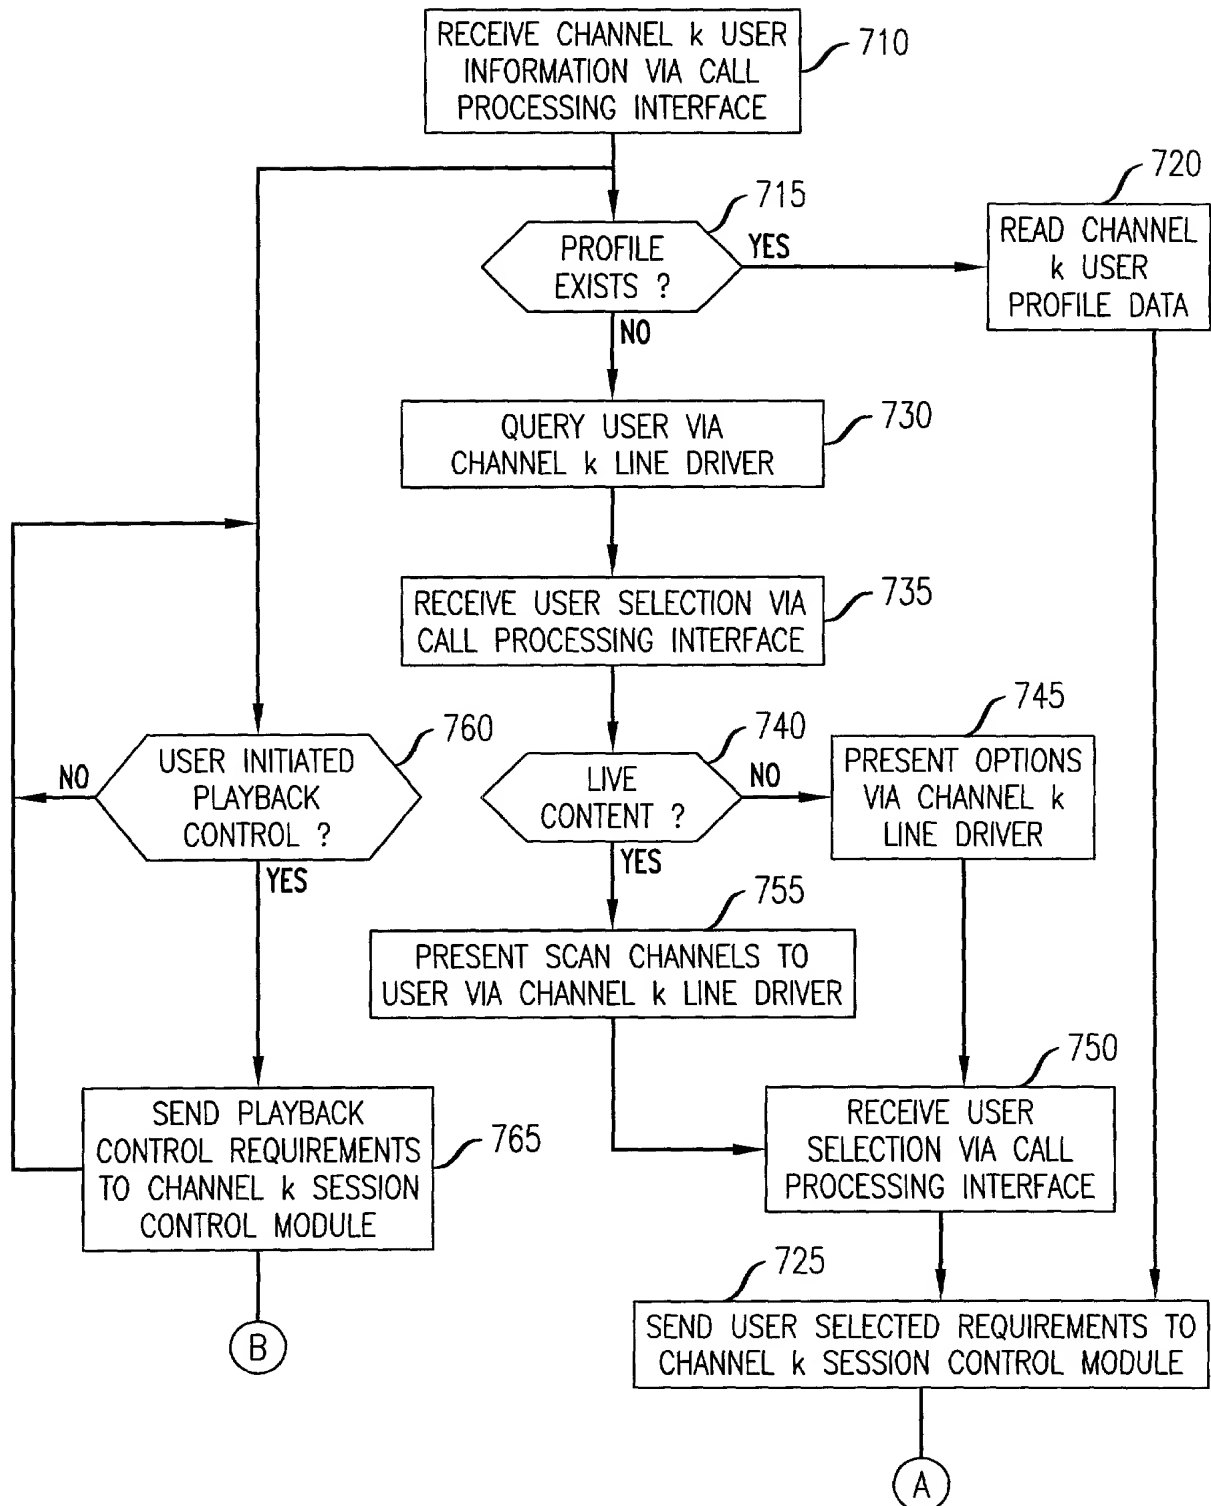 RECEIVE CHANNEL k USER
INFORMATION VIA CALL
PROCESSING INTERFACE
710
715
PROFILE
EXISTS ?
YES
NO
720
READ CHANNEL
k USER
PROFILE DATA
730
QUERY USER VIA
CHANNEL k LINE DRIVER
735
RECEIVE USER SELECTION VIA
CALL PROCESSING INTERFACE
760
USER INITIATED
PLAYBACK
CONTROL ?
NO
YES
740
LIVE
CONTENT ?
NO
YES
745
PRESENT OPTIONS
VIA CHANNEL k
LINE DRIVER
755
PRESENT SCAN CHANNELS TO
USER VIA CHANNEL k LINE DRIVER
750
RECEIVE USER
SELECTION VIA CALL
PROCESSING INTERFACE
765
SEND PLAYBACK
CONTROL REQUIREMENTS
TO CHANNEL k SESSION
CONTROL MODULE
725
SEND USER SELECTED REQUIREMENTS TO
CHANNEL k SESSION CONTROL MODULE
B
A